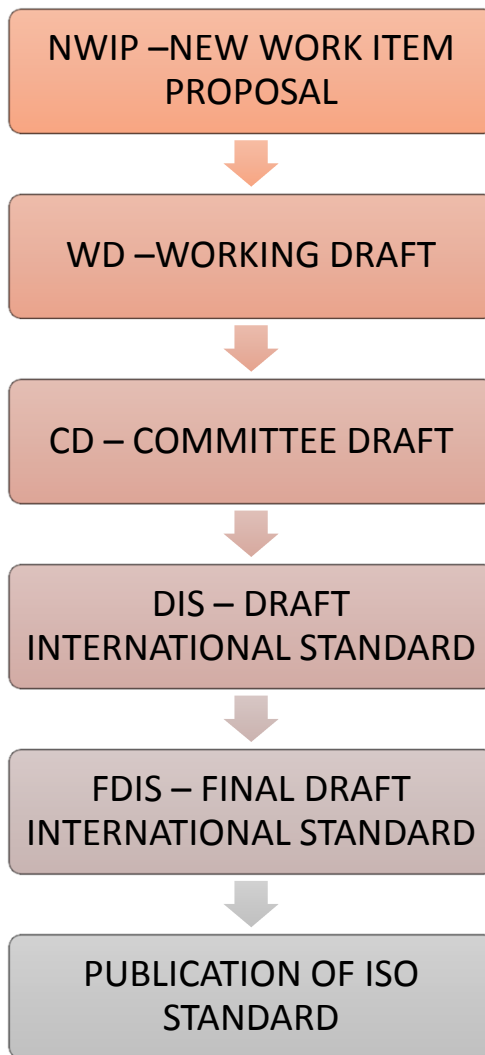 NWIP –NEW WORK ITEM
PROPOSAL
WD –WORKING DRAFT
CD – COMMITTEE DRAFT
DIS – DRAFT
INTERNATIONAL STANDARD
FDIS – FINAL DRAFT
INTERNATIONAL STANDARD
PUBLICATION OF ISO
STANDARD